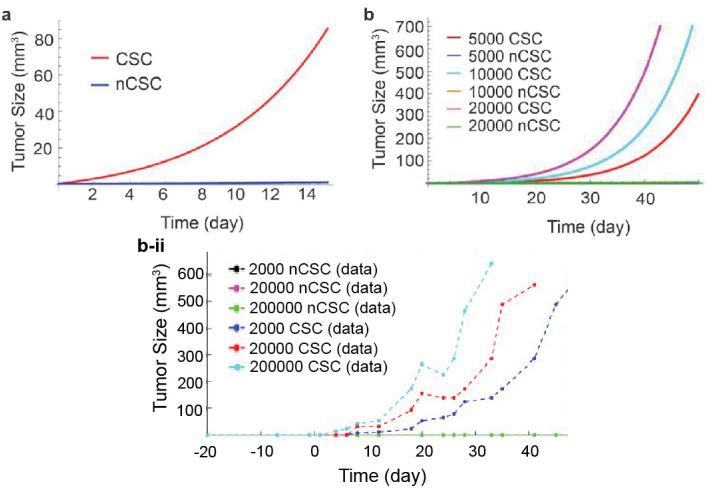 a
Tumor Size (mm³)
80
60
40
20
CSC
nCSC
2 4 6 8 10 12 14
Time (day)
b
Tumor Size (mm³)
700
600
500
400
300
200
100
5000 CSC
5000 nCSC
10000 CSC
10000 nCSC
20000 CSC
20000 nCSC
10 20 30 40
Time (day)
b-ii
Tumor Size (mm³)
600
500
400
300
200
100
2000 nCSC (data)
20000 nCSC (data)
200000 nCSC (data)
2000 CSC (data)
20000 CSC (data)
200000 CSC (data)
-20 -10 0 10 20 30 40
Time (day)